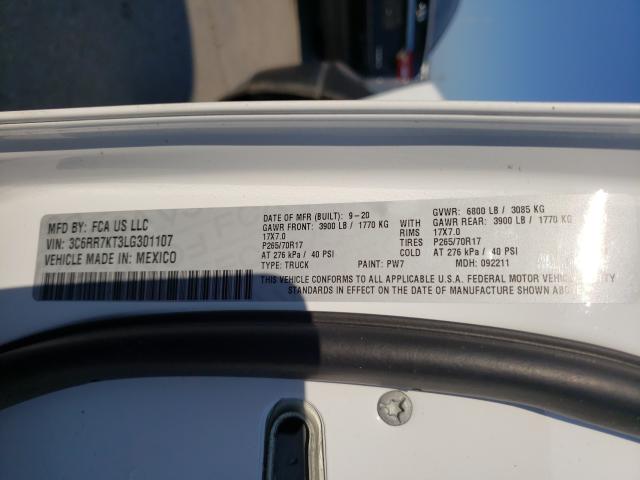 MFD BY: FCA US LLC
VIN: 3C6RR7KT3LG301107
VEHICLE MADE IN: MEXICO
DATE OF MFR (BUILT): 9-20
GVWR: 6800 LB / 3085 KG
GAWR FRONT: 3900 LB / 1770 KG WITH GAWR REAR: 3900 LB / 1770 KG
17X7.0 RIMS 17X7.0
P265/70R17 TIRES P265/70R17
AT 276 kPa / 40 PSI COLD AT 276 kPa / 40 PSI
TYPE: TRUCK PAINT: PW7 MDH: 092211
THIS VEHICLE CONFORMS TO ALL APPLICABLE U.S.A. FEDERAL MOTOR VEHICLE SAFETY
STANDARDS IN EFFECT ON THE DATE OF MANUFACTURE SHOWN ABOVE